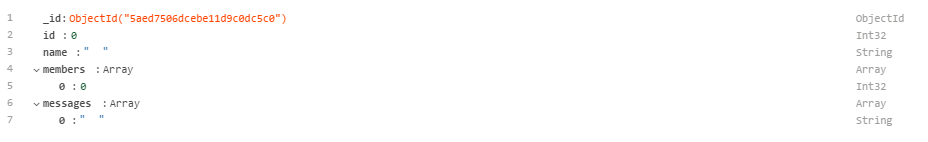 1 _id: ObjectId("5aed7506dcebe11d9c0dc5c0") ObjectId
2 id : 0 Int32
3 name : " " String
4 members : Array Array
5 0 : 0 Int32
6 messages : Array Array
7 0 : " " String